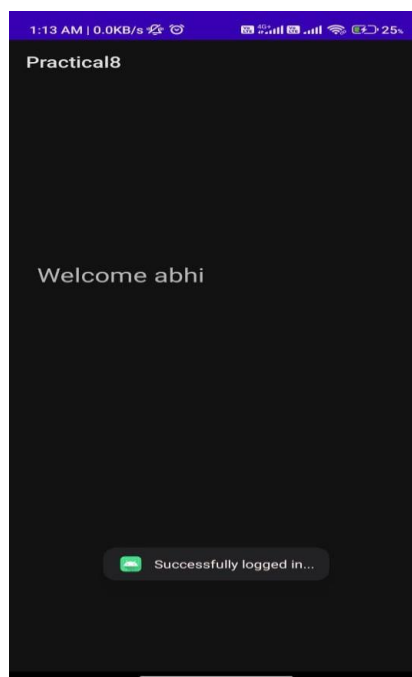 1:13 AM | 0.0KB/s 25%
Practical8
Welcome abhi
Successfully logged in...